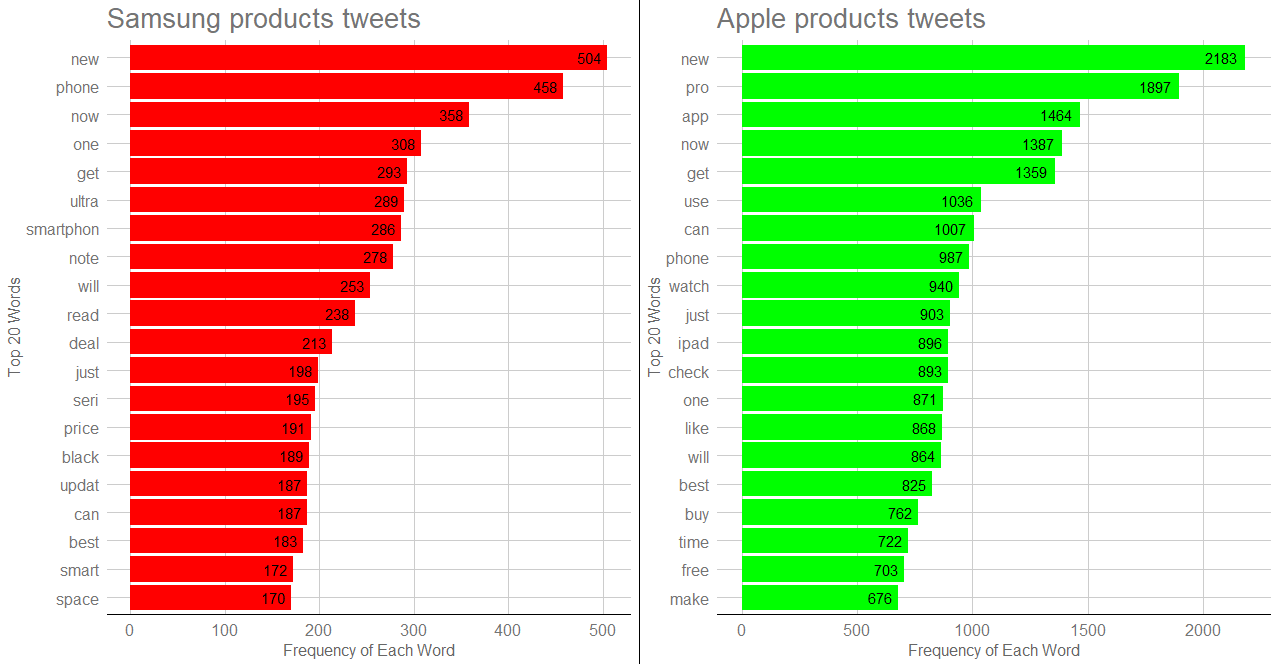 Samsung products tweets
Top 20 Words
new 504
phone 458
now 358
one 308
get 293
ultra 289
smartphon 286
note 278
will 253
read 238
deal 213
just 198
seri 195
price 191
black 189
updat 187
can 187
best 183
smart 172
space 170
0 100 200 300 400 500
Frequency of Each Word
Apple products tweets
Top 20 Words
new 2183
pro 1897
app 1464
now 1387
get 1359
use 1036
can 1007
phone 987
watch 940
just 903
ipad 896
check 893
one 871
like 868
will 864
best 825
buy 762
time 722
free 703
make 676
0 500 1000 1500 2000
Frequency of Each Word